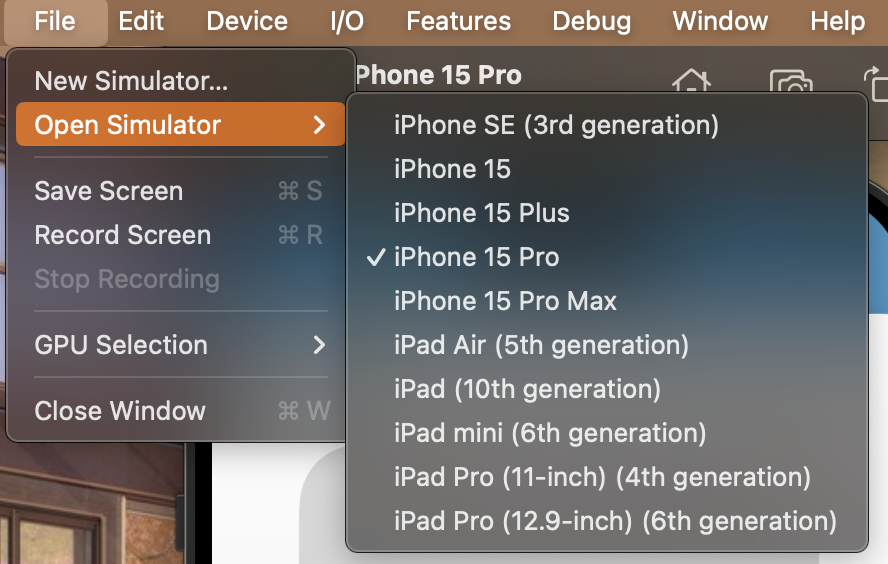 File Edit Device I/O Features Debug Window Help
Phone 15 Pro
New Simulator...
Open Simulator
Save Screen ⌘ S
Record Screen ⌘ R
Stop Recording
GPU Selection
Close Window ⌘ W
iPhone SE (3rd generation)
iPhone 15
iPhone 15 Plus
✓ iPhone 15 Pro
iPhone 15 Pro Max
iPad Air (5th generation)
iPad (10th generation)
iPad mini (6th generation)
iPad Pro (11-inch) (4th generation)
iPad Pro (12.9-inch) (6th generation)